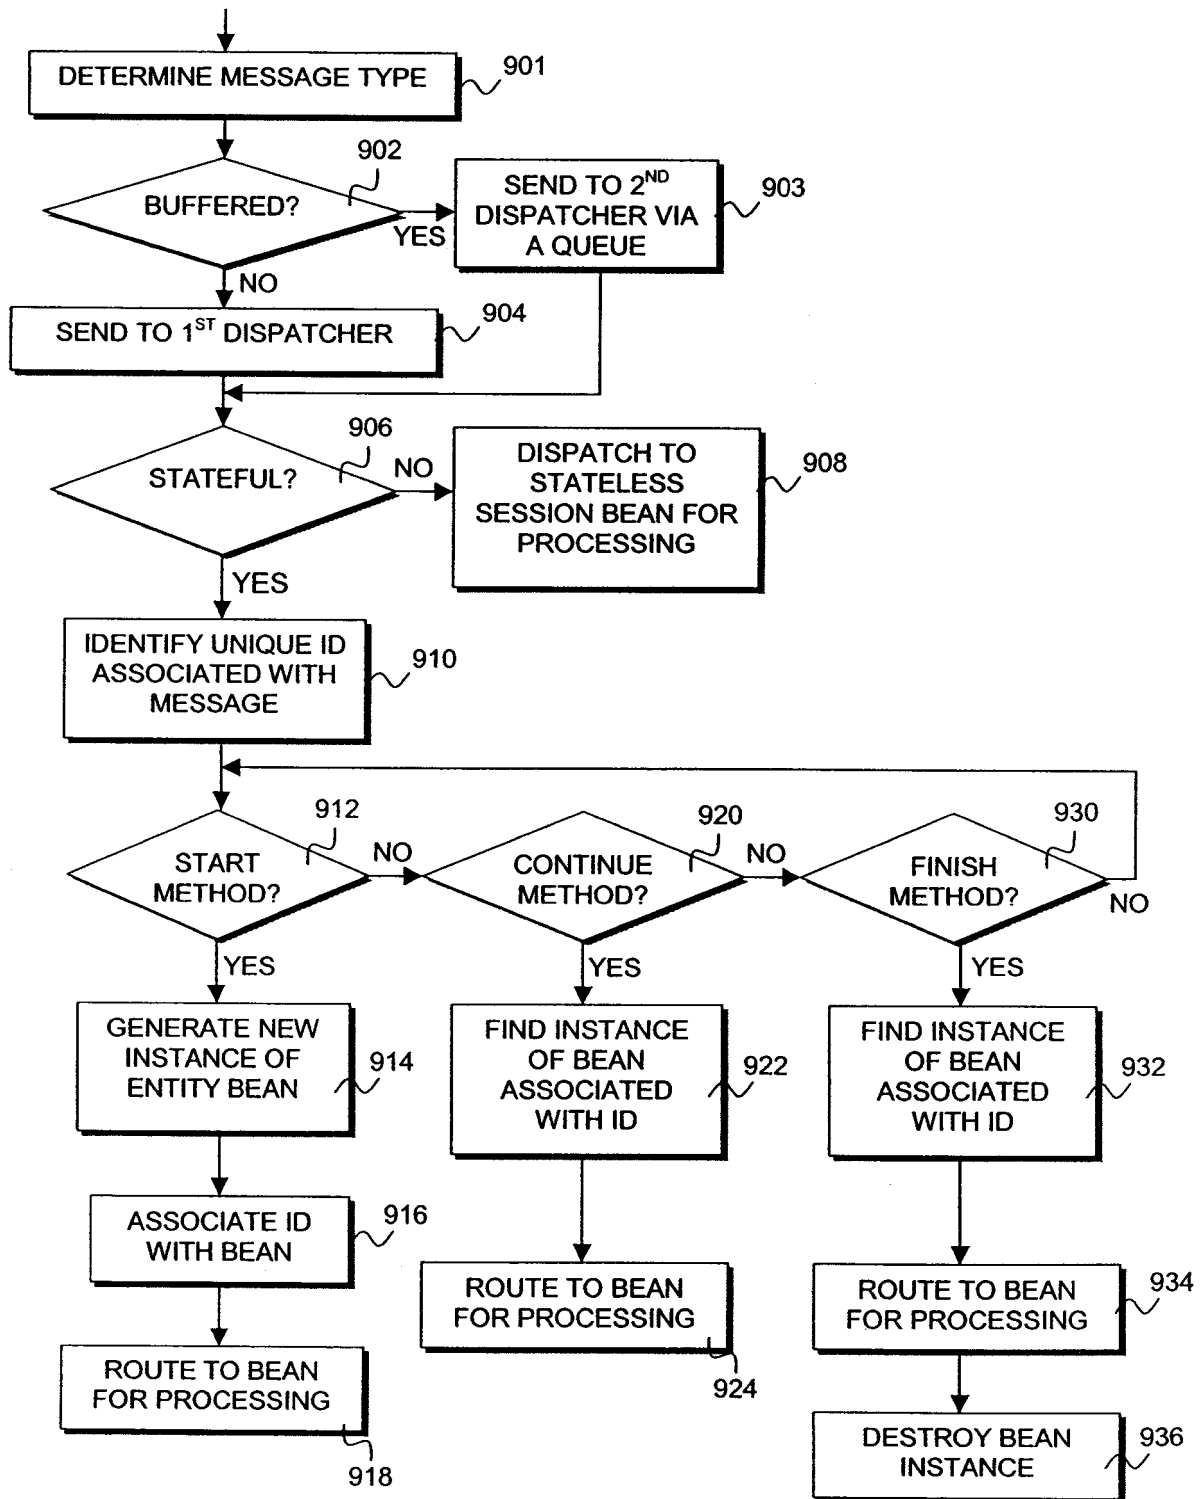 DETERMINE MESSAGE TYPE
901
902
BUFFERED?
YES
SEND TO 2ND
DISPATCHER VIA
A QUEUE
903
NO
SEND TO 1ST DISPATCHER
904
906
STATEFUL?
NO
DISPATCH TO
STATELESS
SESSION BEAN FOR
PROCESSING
908
YES
IDENTIFY UNIQUE ID
ASSOCIATED WITH
MESSAGE
910
912
START
METHOD?
NO
920
CONTINUE
METHOD?
NO
930
FINISH
METHOD?
NO
YES
YES
YES
GENERATE NEW
INSTANCE OF
ENTITY BEAN
914
FIND INSTANCE
OF BEAN
ASSOCIATED
WITH ID
922
FIND INSTANCE
OF BEAN
ASSOCIATED
WITH ID
932
ASSOCIATE ID
WITH BEAN
916
ROUTE TO BEAN
FOR PROCESSING
924
ROUTE TO BEAN
FOR PROCESSING
934
ROUTE TO BEAN
FOR PROCESSING
918
DESTROY BEAN
INSTANCE
936